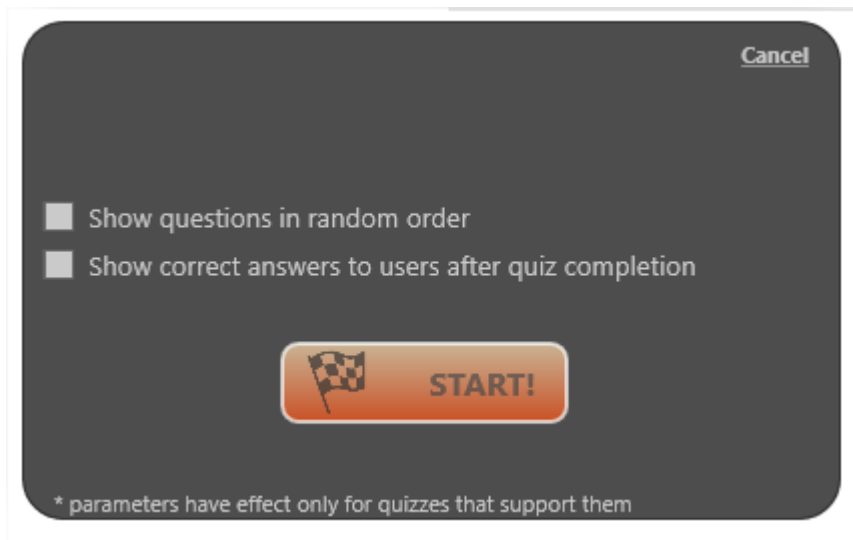 Cancel
Show questions in random order
Show correct answers to users after quiz completion
START!
* parameters have effect only for quizzes that support them